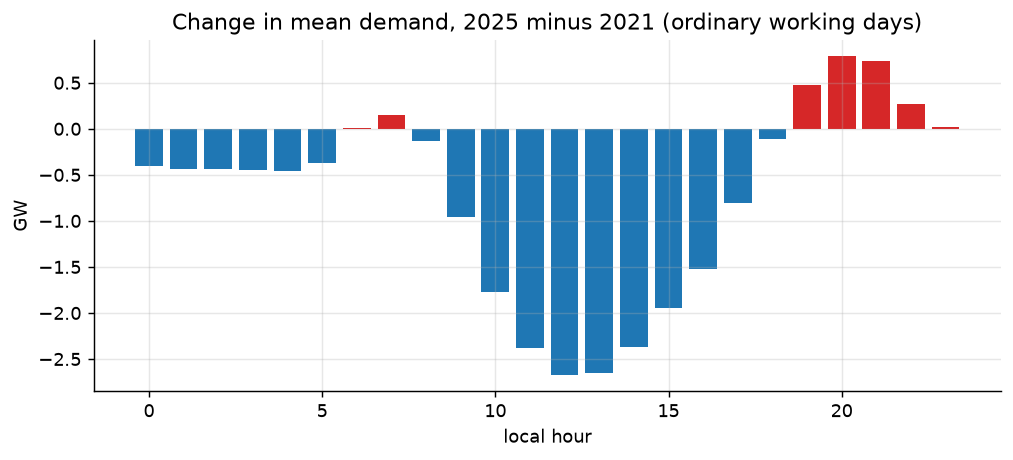 Change in mean demand, 2025 minus 2021 (ordinary working days)
GW
0.5
0.0
−0.5
−1.0
−1.5
−2.0
−2.5
0 5 10 15 20
local hour